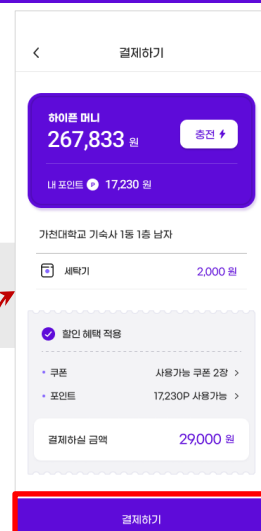 결제하기
하이픈 머니
267,833 원
충전
내 포인트 P 17,230 원
가천대학교 기숙사 1동 1층 남자
세탁기 2,000 원
할인 혜택 적용
쿠폰 사용가능 쿠폰 2장 >
포인트 17,230P 사용가능 >
결제하실 금액 29,000 원
결제하기